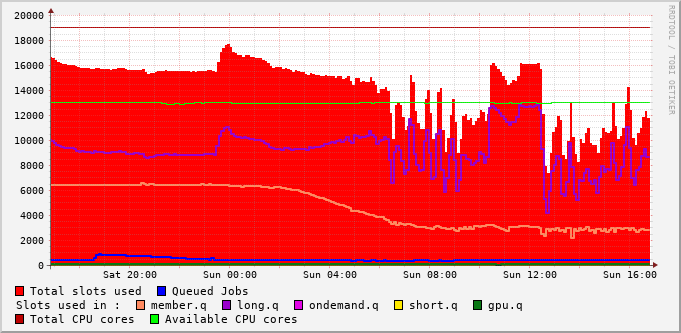 20000
18000
16000
14000
12000
10000
8000
6000
4000
2000
0
Sat 20:00 Sun 00:00 Sun 04:00 Sun 08:00 Sun 12:00 Sun 16:00
Total slots used Queued Jobs
Slots used in : member.q long.q ondemand.q short.q gpu.q
Total CPU cores Available CPU cores
RRDTOOL / TOBI OETIKER